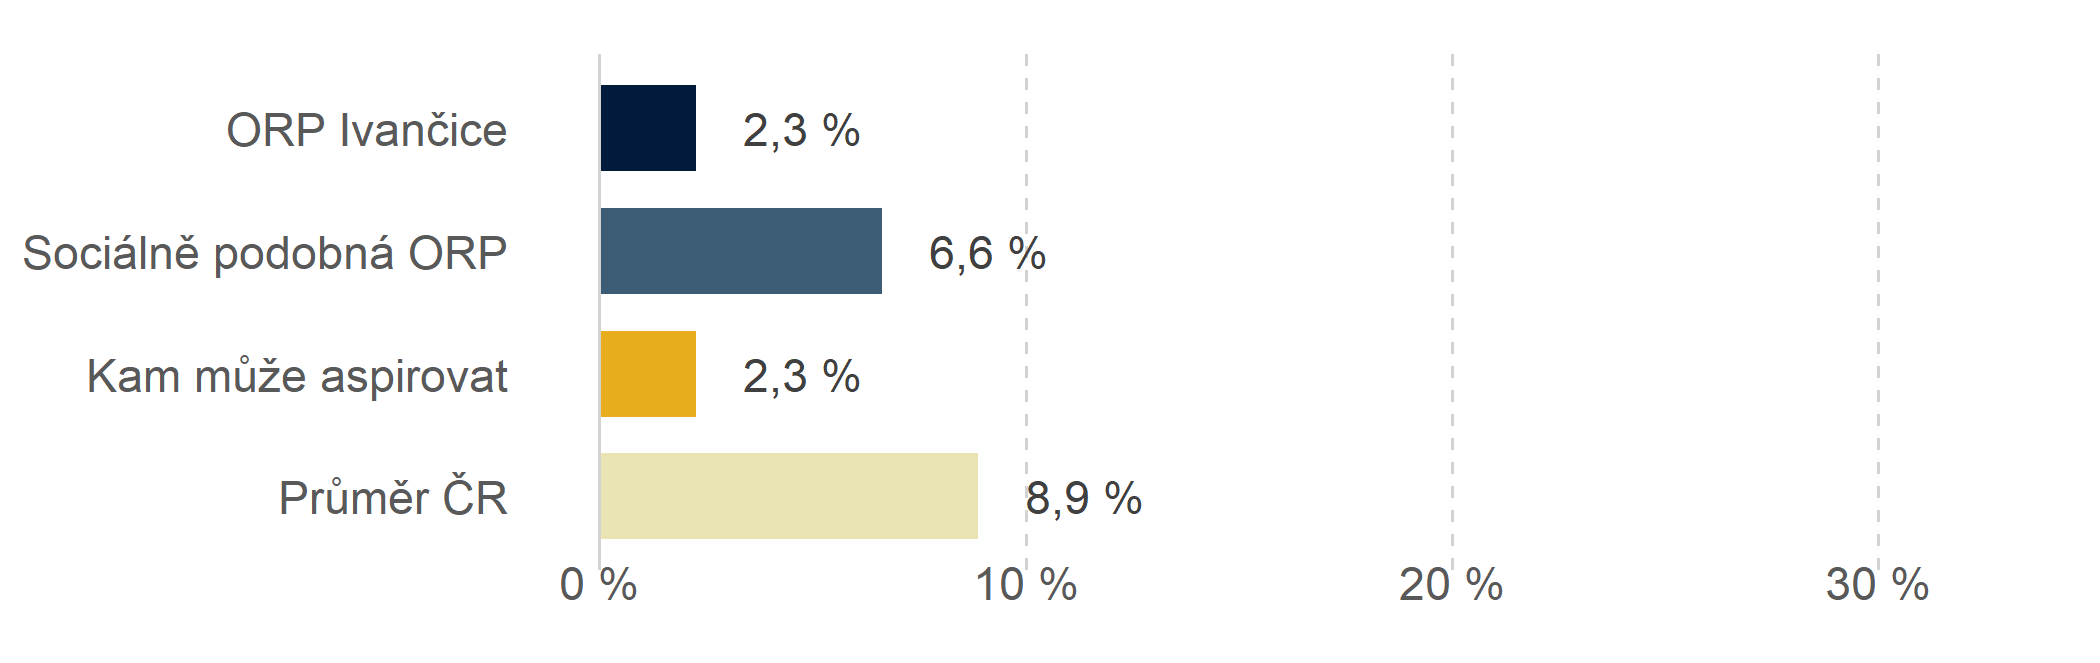 ORP Ivančice 2,3 %
Sociálně podobná ORP 6,6 %
Kam může aspirovat 2,3 %
Průměr ČR 8,9 %
0 % 10 % 20 % 30 %